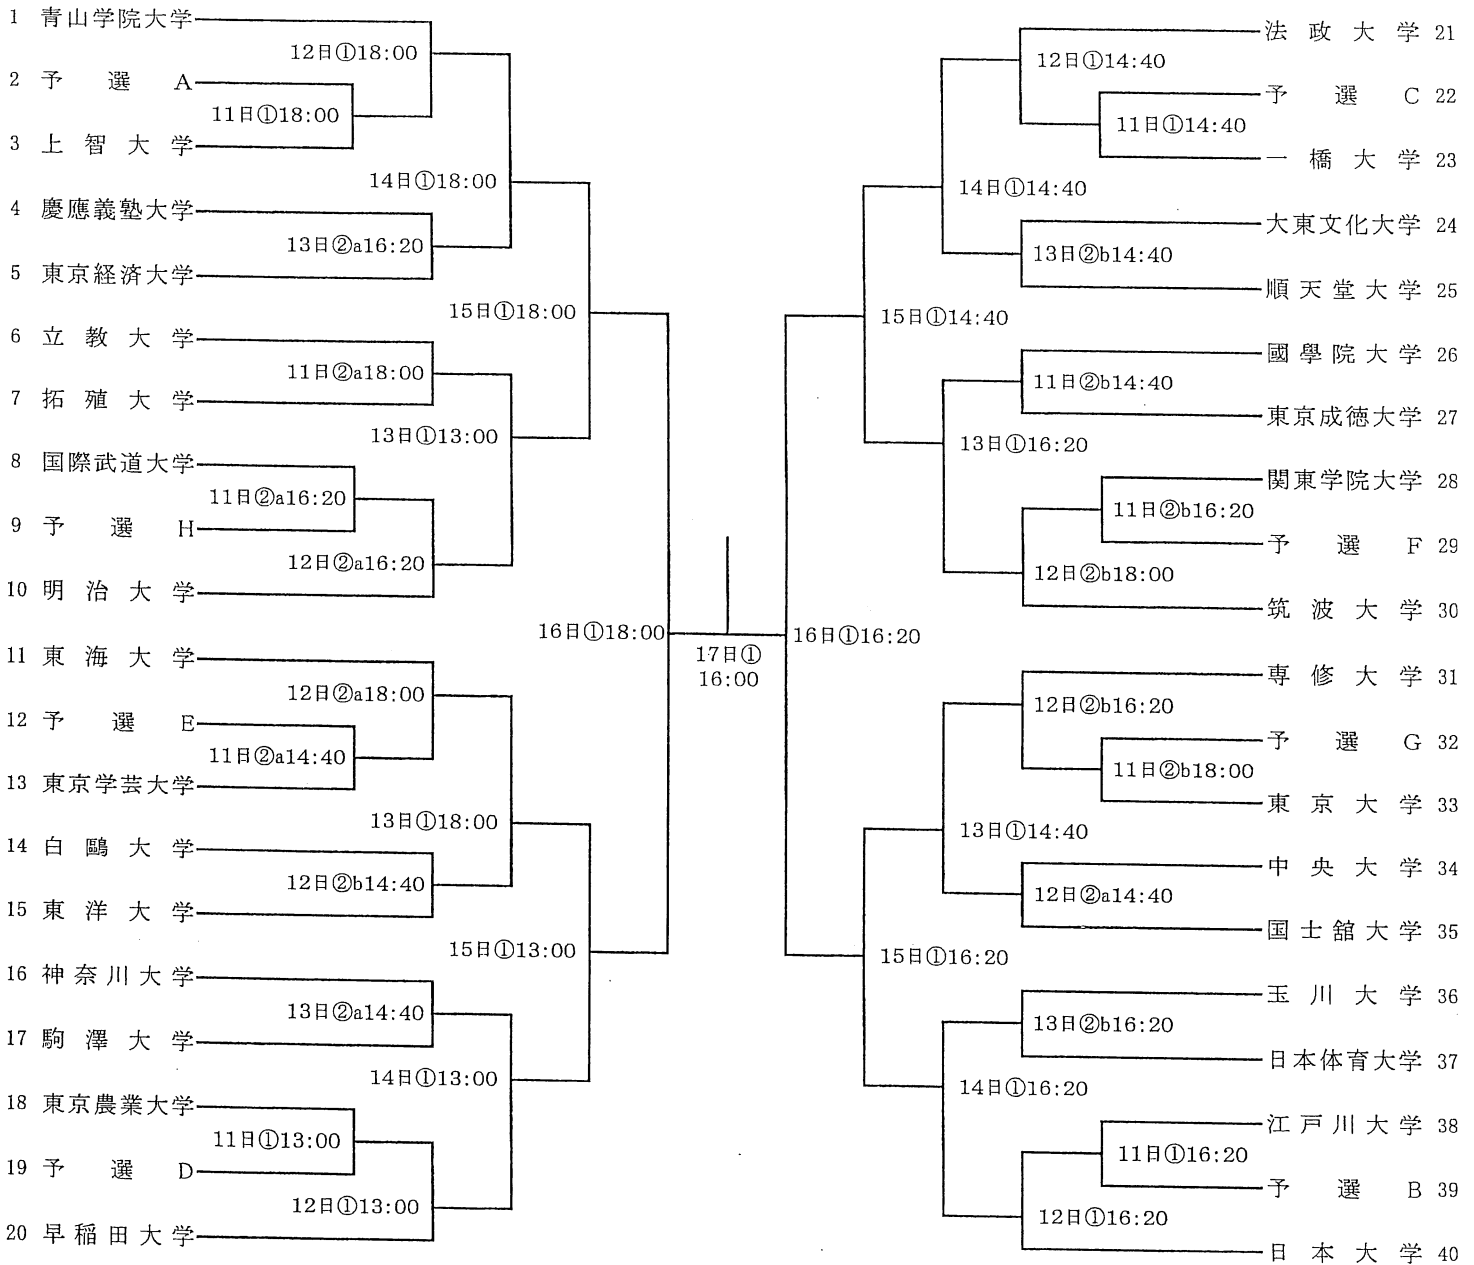 1 青山学院大学
12日①18:00
2 予選A
11日①18:00
3 上智大学
14日①18:00
4 慶應義塾大学
13日②a16:20
5 東京経済大学
15日①18:00
6 立教大学
11日②a18:00
7 拓殖大学
13日①13:00
8 国際武道大学
11日②a16:20
9 予選H
12日②a16:20
10 明治大学
16日①18:00
11 東海大学
12日②a18:00
12 予選E
11日②a14:40
13 東京学芸大学
13日①18:00
14 白鷗大学
12日②b14:40
15 東洋大学
15日①13:00
16 神奈川大学
13日②a14:40
17 駒澤大学
14日①13:00
18 東京農業大学
11日①13:00
19 予選D
12日①13:00
20 早稲田大学
17日①
16:00
法政大学 21
12日①14:40
予選C 22
11日①14:40
一橋大学 23
14日①14:40
大東文化大学 24
13日②b14:40
順天堂大学 25
15日①14:40
國學院大学 26
11日②b14:40
東京成徳大学 27
13日①16:20
関東学院大学 28
11日②b16:20
予選F 29
12日②b18:00
筑波大学 30
16日①16:20
専修大学 31
12日②b16:20
予選G 32
11日②b18:00
東京大学 33
13日①14:40
中央大学 34
12日②a14:40
国士舘大学 35
15日①16:20
玉川大学 36
13日②b16:20
日本体育大学 37
14日①16:20
江戸川大学 38
11日①16:20
予選B 39
12日①16:20
日本大学 40